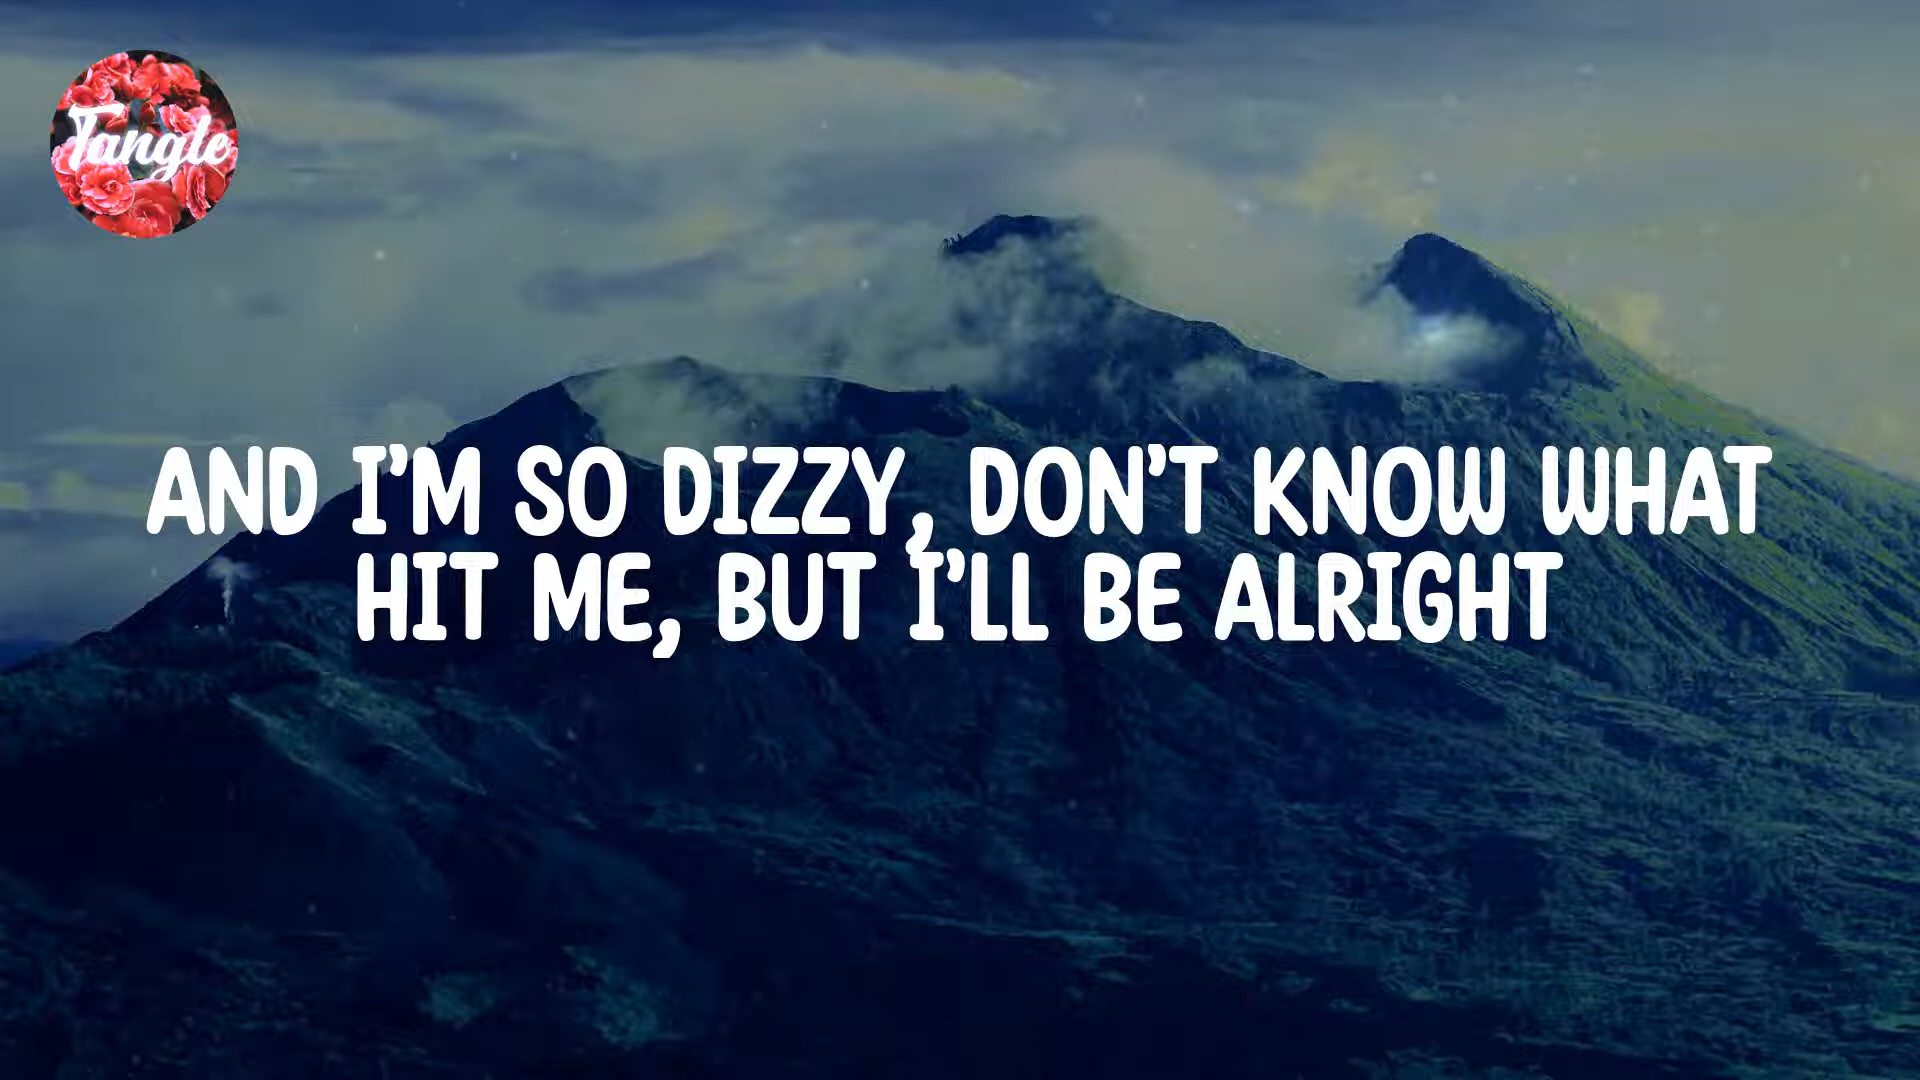 Tangle
AND I'M SO DIZZY, DON'T KNOW WHAT
HIT ME, BUT I'LL BE ALRIGHT